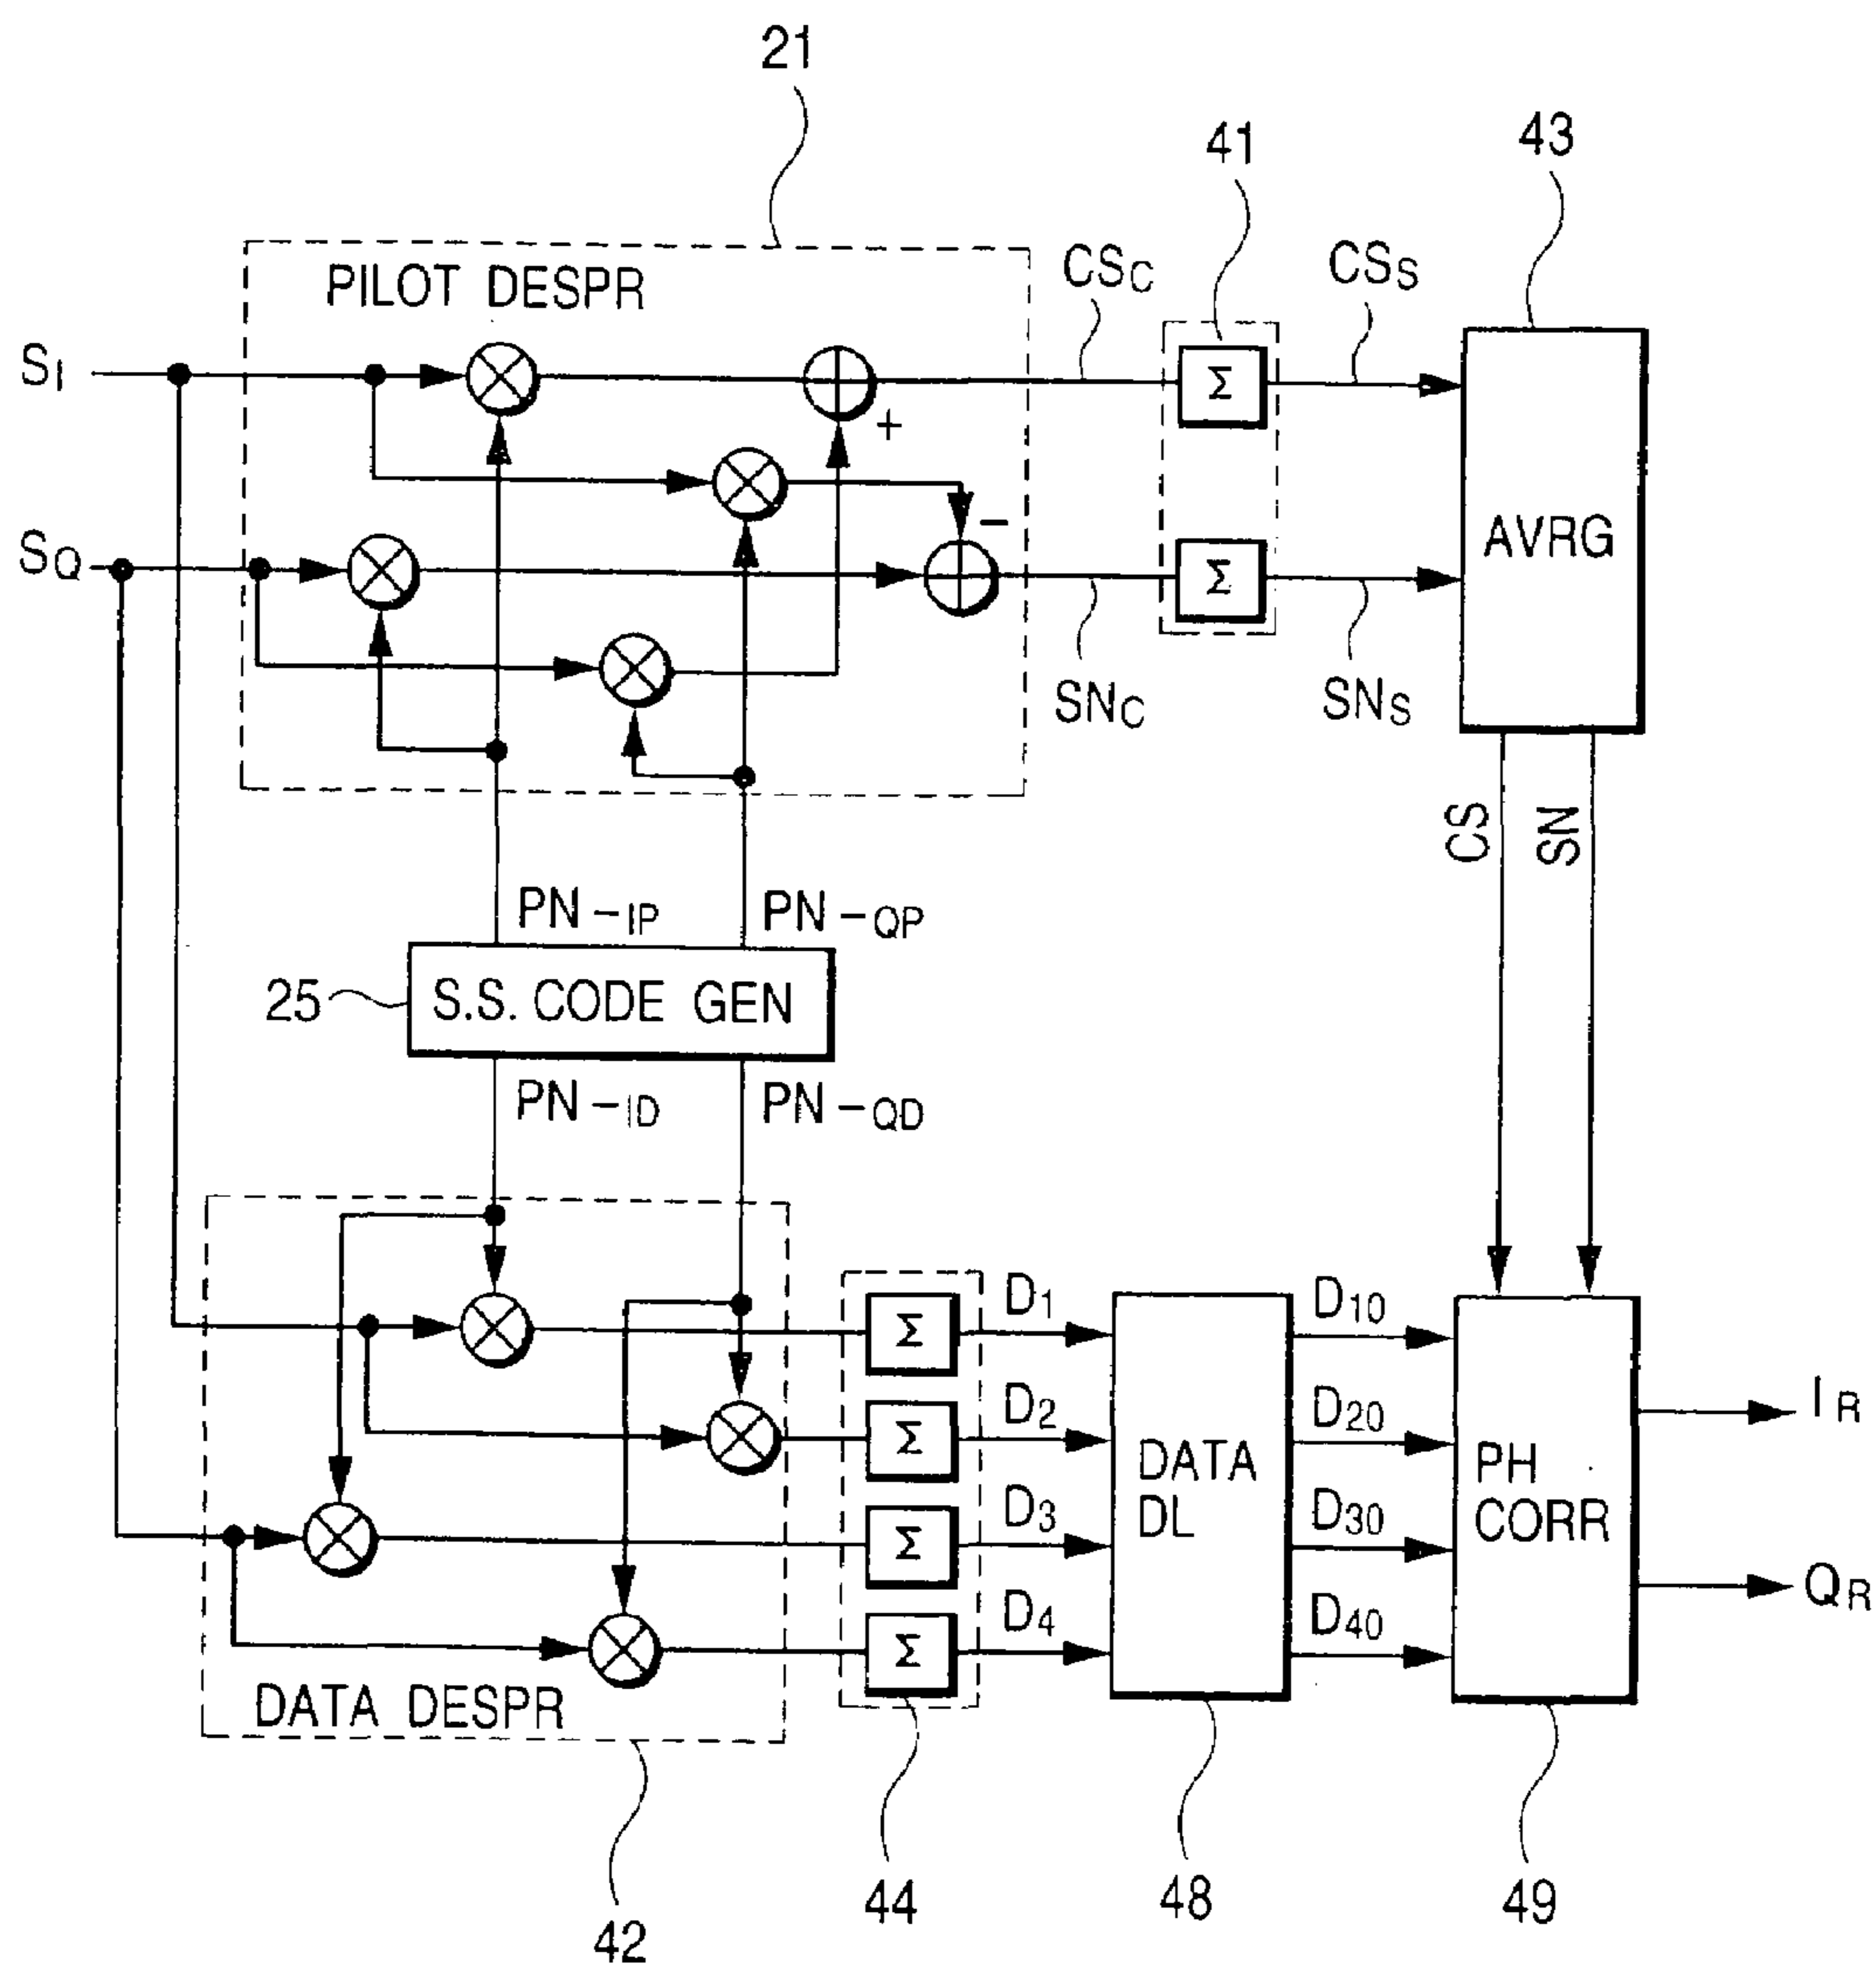 21
41
43
PILOT DESPR
CSC
CSS
SI
Σ
+
SQ
−
Σ
AVRG
SNC
SNS
CS
SN
PN-IP
PN-QP
25
S.S. CODE GEN
PN-ID
PN-QD
Σ
D1
D10
Σ
D2
D20
IR
DATA
DL
PH
CORR
Σ
D3
D30
QR
Σ
D4
D40
DATA DESPR
42
44
48
49